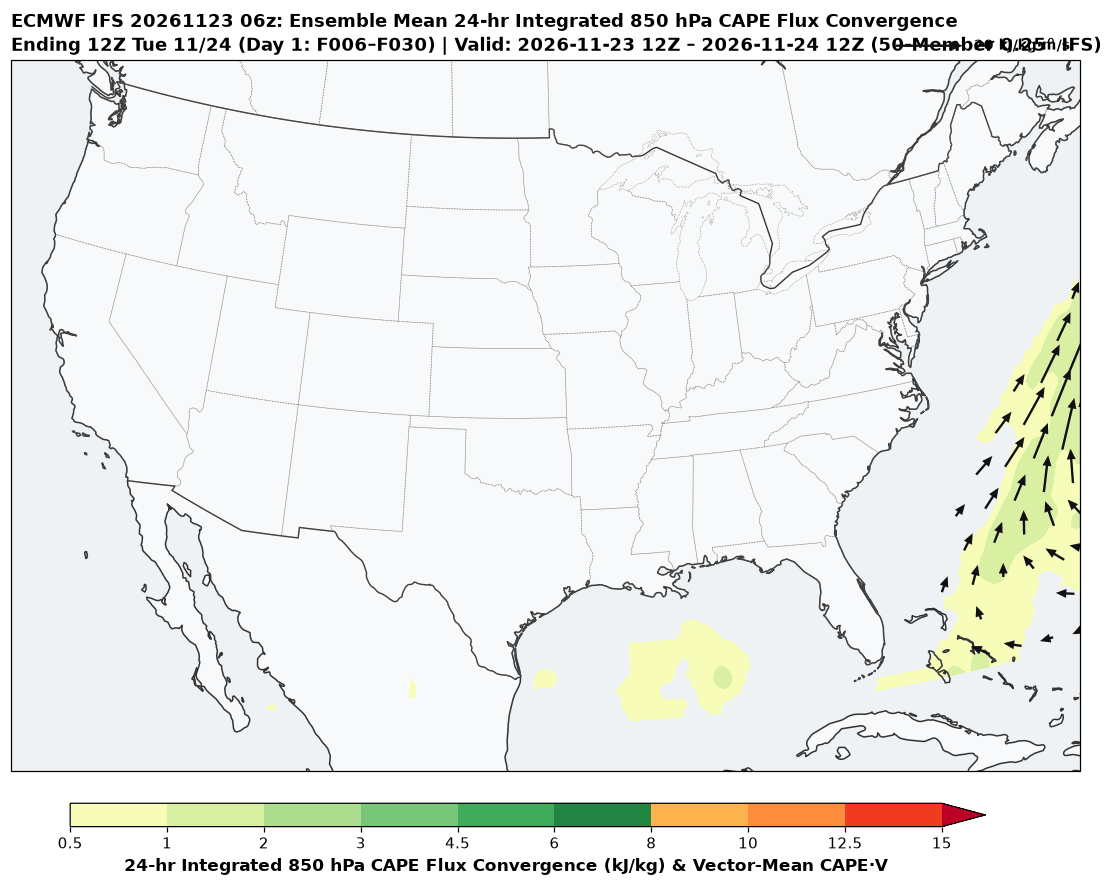 ECMWF IFS 20261123 06z: Ensemble Mean 24-hr Integrated 850 hPa CAPE Flux Convergence
Ending 12Z Tue 11/24 (Day 1: F006–F030) | Valid: 2026-11-23 12Z – 2026-11-24 12Z (50-Member 0.25° IFS)
0.5 1 2 3 4.5 6 8 10 12.5 15
24-hr Integrated 850 hPa CAPE Flux Convergence (kJ/kg) & Vector-Mean CAPE·V